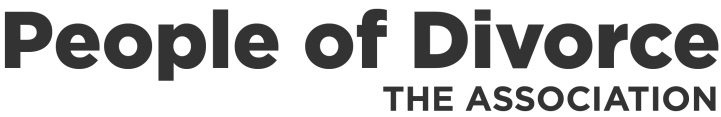 People of Divorce
THE ASSOCIATION